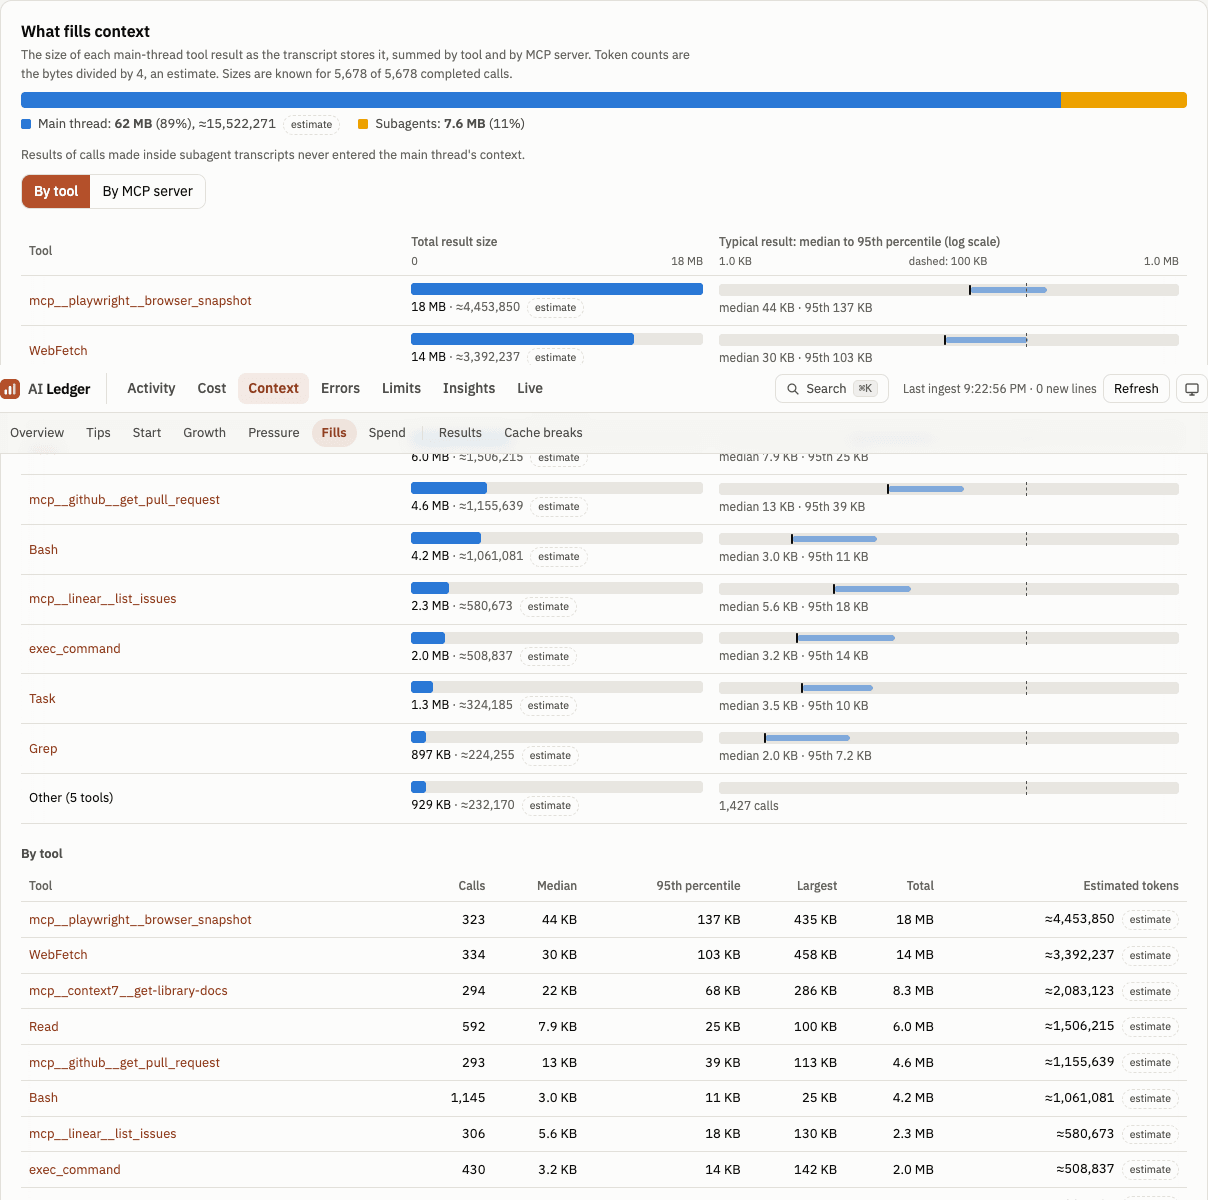 What fills context
The size of each main-thread tool result as the transcript stores it, summed by tool and by MCP server. Token counts are
the bytes divided by 4, an estimate. Sizes are known for 5,678 of 5,678 completed calls.
Main thread: 62 MB (89%), ≈15,522,271 estimate Subagents: 7.6 MB (11%)
Results of calls made inside subagent transcripts never entered the main thread's context.
By tool By MCP server
Tool Total result size Typical result: median to 95th percentile (log scale)
0 18 MB 1.0 KB dashed: 100 KB 1.0 MB
mcp__playwright__browser_snapshot
18 MB · ≈4,453,850 estimate median 44 KB · 95th 137 KB
WebFetch
14 MB · ≈3,392,237 estimate median 30 KB · 95th 103 KB
AI Ledger Activity Cost Context Errors Limits Insights Live Search ⌘K Last ingest 9:22:56 PM · 0 new lines Refresh
Overview Tips Start Growth Pressure Fills Spend Results Cache breaks
6.0 MB · ≈1,506,215 estimate median 7.9 KB · 95th 25 KB
mcp__github__get_pull_request
4.6 MB · ≈1,155,639 estimate median 13 KB · 95th 39 KB
Bash
4.2 MB · ≈1,061,081 estimate median 3.0 KB · 95th 11 KB
mcp__linear__list_issues
2.3 MB · ≈580,673 estimate median 5.6 KB · 95th 18 KB
exec_command
2.0 MB · ≈508,837 estimate median 3.2 KB · 95th 14 KB
Task
1.3 MB · ≈324,185 estimate median 3.5 KB · 95th 10 KB
Grep
897 KB · ≈224,255 estimate median 2.0 KB · 95th 7.2 KB
Other (5 tools)
929 KB · ≈232,170 estimate 1,427 calls
By tool
Tool Calls Median 95th percentile Largest Total Estimated tokens
mcp__playwright__browser_snapshot 323 44 KB 137 KB 435 KB 18 MB ≈4,453,850 estimate
WebFetch 334 30 KB 103 KB 458 KB 14 MB ≈3,392,237 estimate
mcp__context7__get-library-docs 294 22 KB 68 KB 286 KB 8.3 MB ≈2,083,123 estimate
Read 592 7.9 KB 25 KB 100 KB 6.0 MB ≈1,506,215 estimate
mcp__github__get_pull_request 293 13 KB 39 KB 113 KB 4.6 MB ≈1,155,639 estimate
Bash 1,145 3.0 KB 11 KB 25 KB 4.2 MB ≈1,061,081 estimate
mcp__linear__list_issues 306 5.6 KB 18 KB 130 KB 2.3 MB ≈580,673 estimate
exec_command 430 3.2 KB 14 KB 142 KB 2.0 MB ≈508,837 estimate